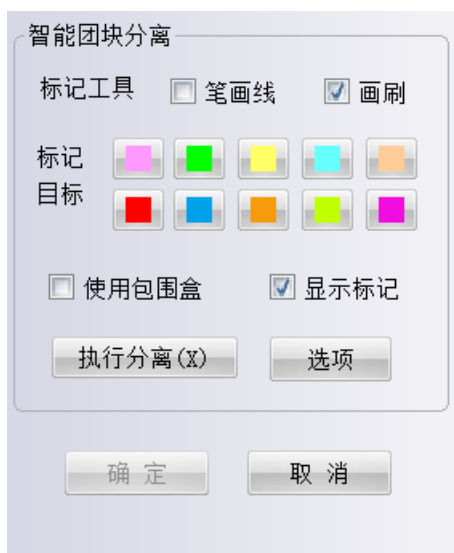 智能团块分离
标记工具 笔画线 画刷
标记
目标
使用包围盒 显示标记
执行分离(X) 选项
确 定 取 消